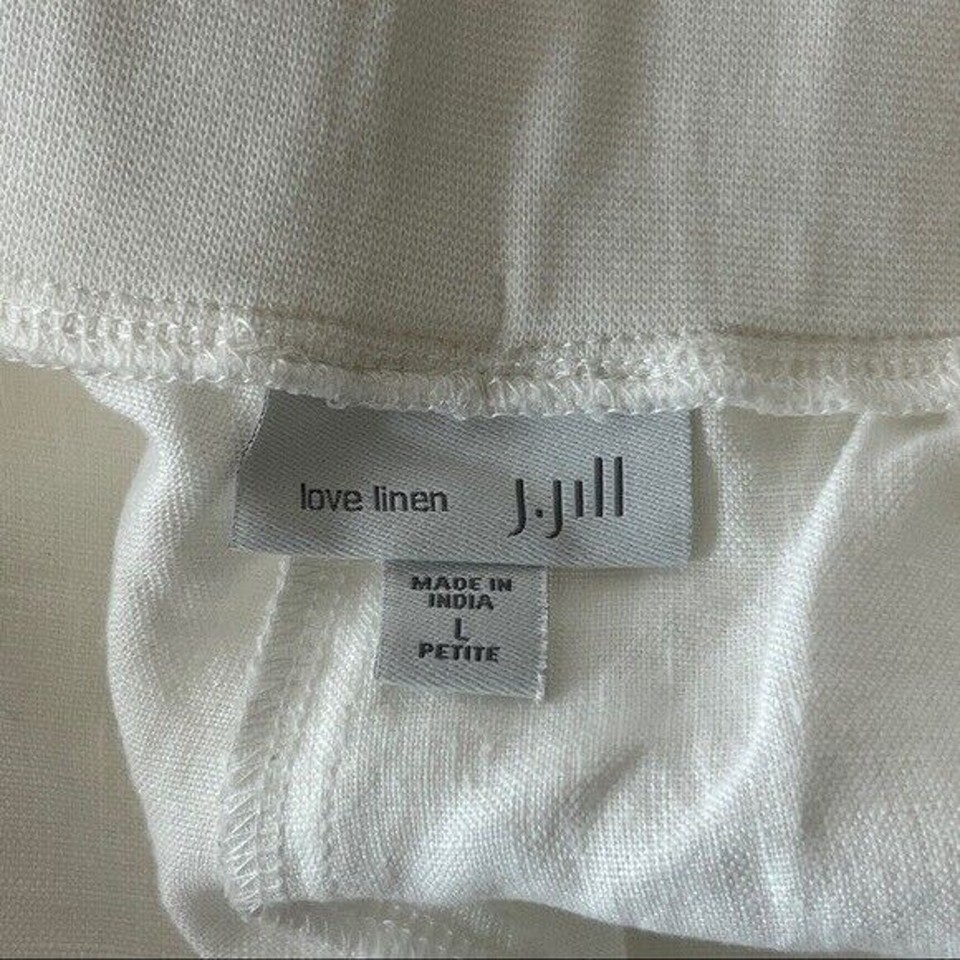 love linen J.Jill
MADE IN
INDIA
L
PETITE